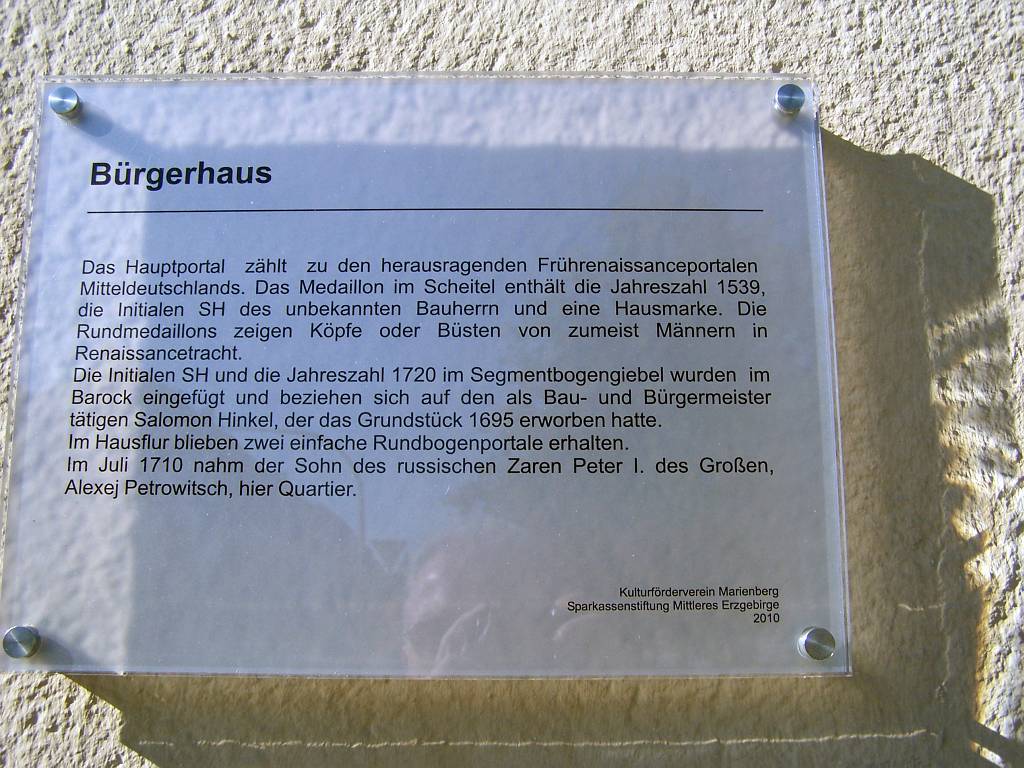 Bürgerhaus
Das Hauptportal zählt zu den herausragenden Frührenaissanceportalen
Mitteldeutschlands. Das Medaillon im Scheitel enthält die Jahreszahl 1539,
die Initialen SH des unbekannten Bauherrn und eine Hausmarke. Die
Rundmedaillons zeigen Köpfe oder Büsten von zumeist Männern in
Renaissancetracht.
Die Initialen SH und die Jahreszahl 1720 im Segmentbogengiebel wurden im
Barock eingefügt und beziehen sich auf den als Bau- und Bürgermeister
tätigen Salomon Hinkel, der das Grundstück 1695 erworben hatte.
Im Hausflur blieben zwei einfache Rundbogenportale erhalten.
Im Juli 1710 nahm der Sohn des russischen Zaren Peter I. des Großen,
Alexej Petrowitsch, hier Quartier.
Kulturförderverein Marienberg
Sparkassenstiftung Mittleres Erzgebirge
2010